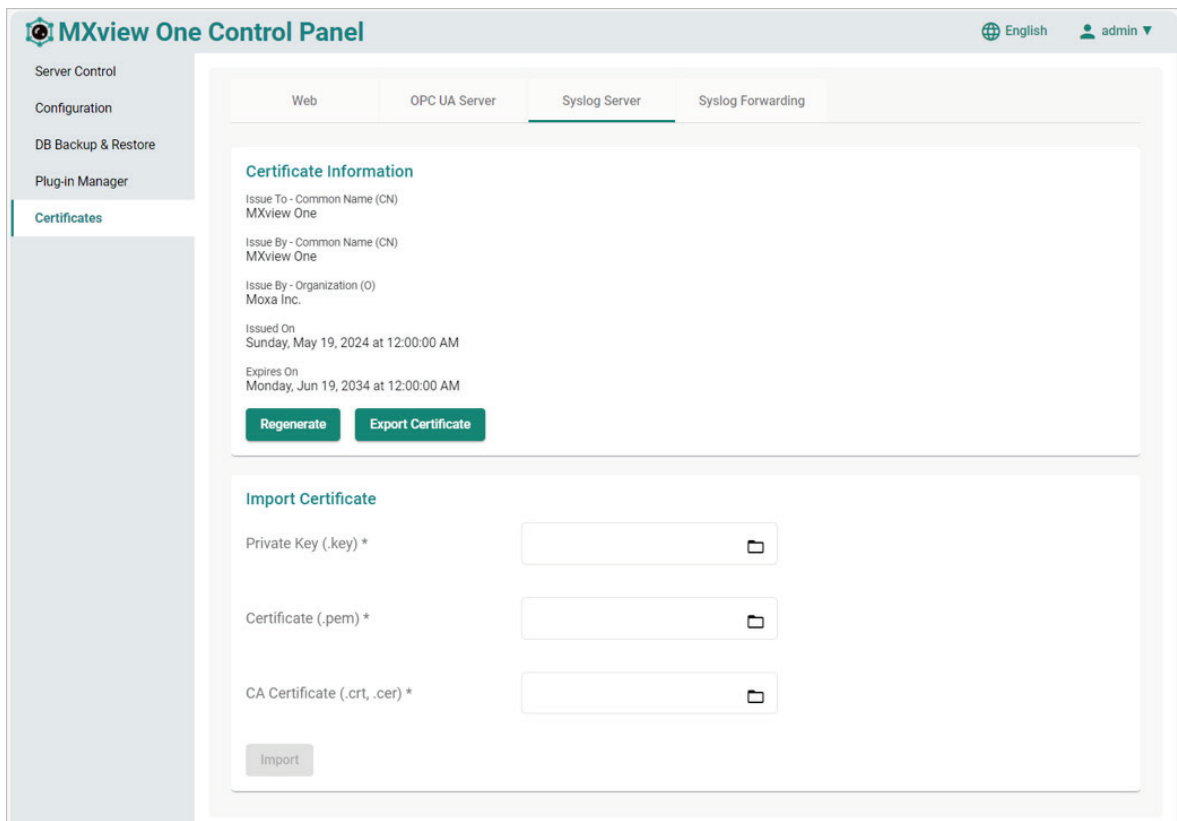 MXview One Control Panel
English
admin
Server Control
Configuration
DB Backup & Restore
Plug-in Manager
Certificates
Web
OPC UA Server
Syslog Server
Syslog Forwarding
Certificate Information
Issue To - Common Name (CN)
MXview One
Issue By - Common Name (CN)
MXview One
Issue By - Organization (O)
Moxa Inc.
Issued On
Sunday, May 19, 2024 at 12:00:00 AM
Expires On
Monday, Jun 19, 2034 at 12:00:00 AM
Regenerate
Export Certificate
Import Certificate
Private Key (.key) *
Certificate (.pem) *
CA Certificate (.crt, .cer) *
Import